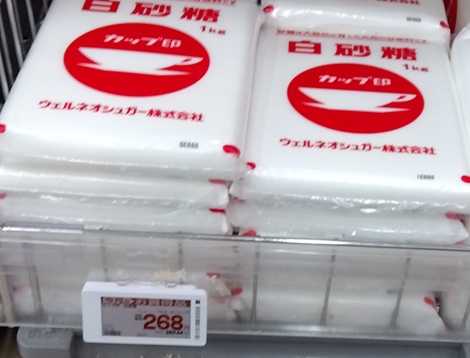 白砂糖
1kg
カップ印
ウェルネオシュガー株式会社
白砂糖
1kg
カップ印
ウェルネオシュガー株式会社
268